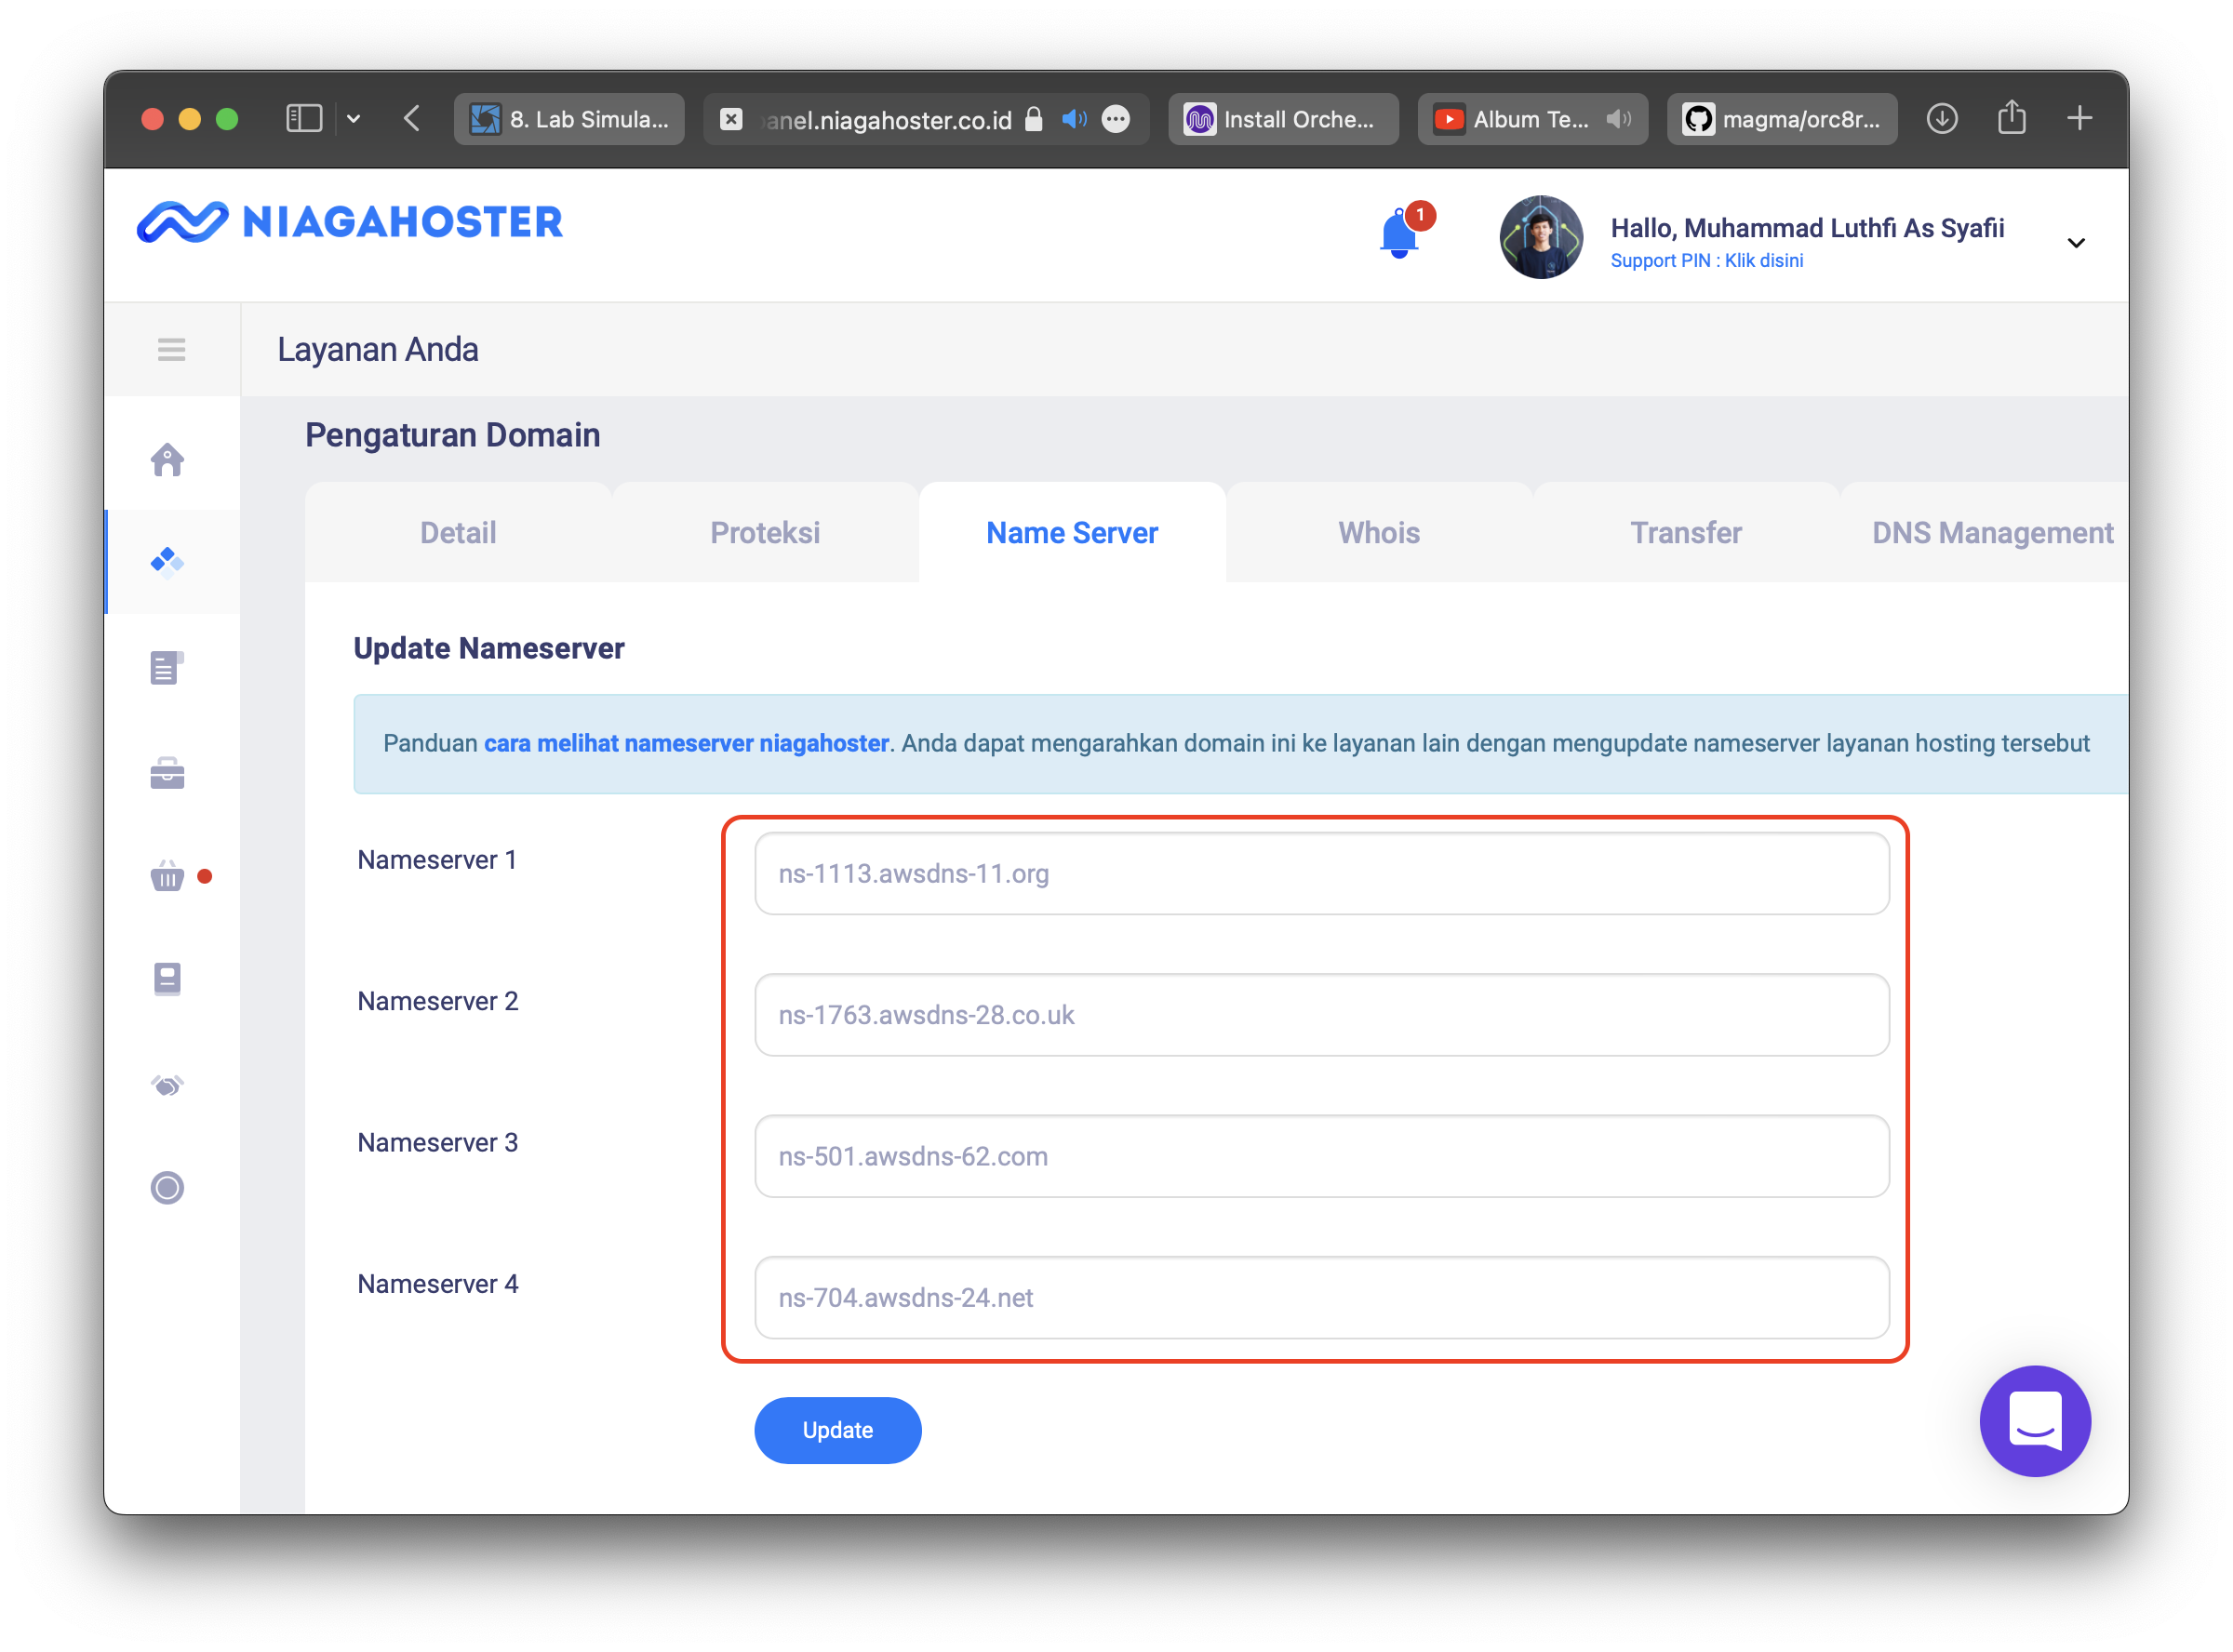 8. Lab Simula...
anel.niagahoster.co.id
Install Orche...
Album Te...
magma/orc8r...
NIAGAHOSTER
1
Hallo, Muhammad Luthfi As Syafii
Support PIN : Klik disini
Layanan Anda
Pengaturan Domain
Detail
Proteksi
Name Server
Whois
Transfer
DNS Management
Update Nameserver
Panduan cara melihat nameserver niagahoster. Anda dapat mengarahkan domain ini ke layanan lain dengan mengupdate nameserver layanan hosting tersebut
Nameserver 1
ns-1113.awsdns-11.org
Nameserver 2
ns-1763.awsdns-28.co.uk
Nameserver 3
ns-501.awsdns-62.com
Nameserver 4
ns-704.awsdns-24.net
Update